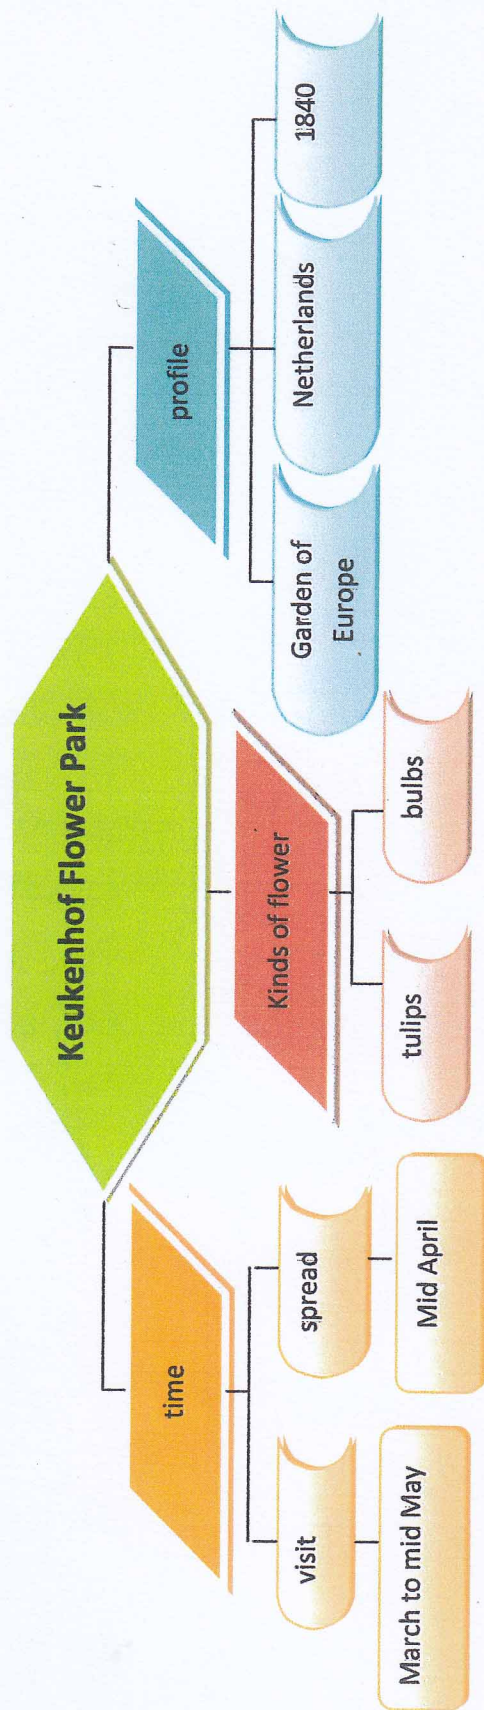 Keukenhof Flower Park
time
Kinds of flower
profile
visit
spread
tulips
bulbs
Garden of
Europe
Netherlands
1840
March to mid May
Mid April